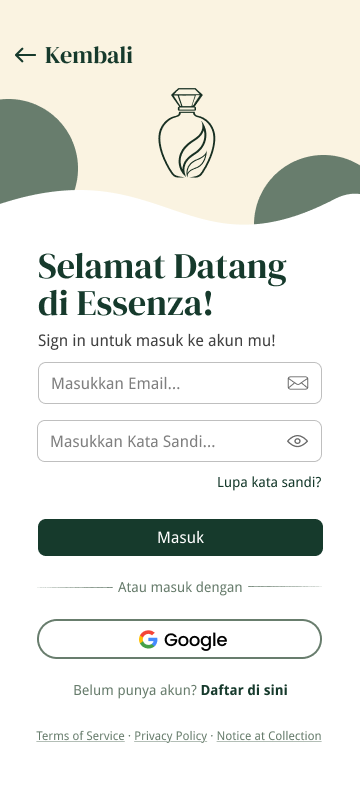 Kembali
Selamat Datang
di Essenza!
Sign in untuk masuk ke akun mu!
Masukkan Email...
Masukkan Kata Sandi...
Lupa kata sandi?
Masuk
Atau masuk dengan
Google
Belum punya akun? Daftar di sini
Terms of Service · Privacy Policy · Notice at Collection